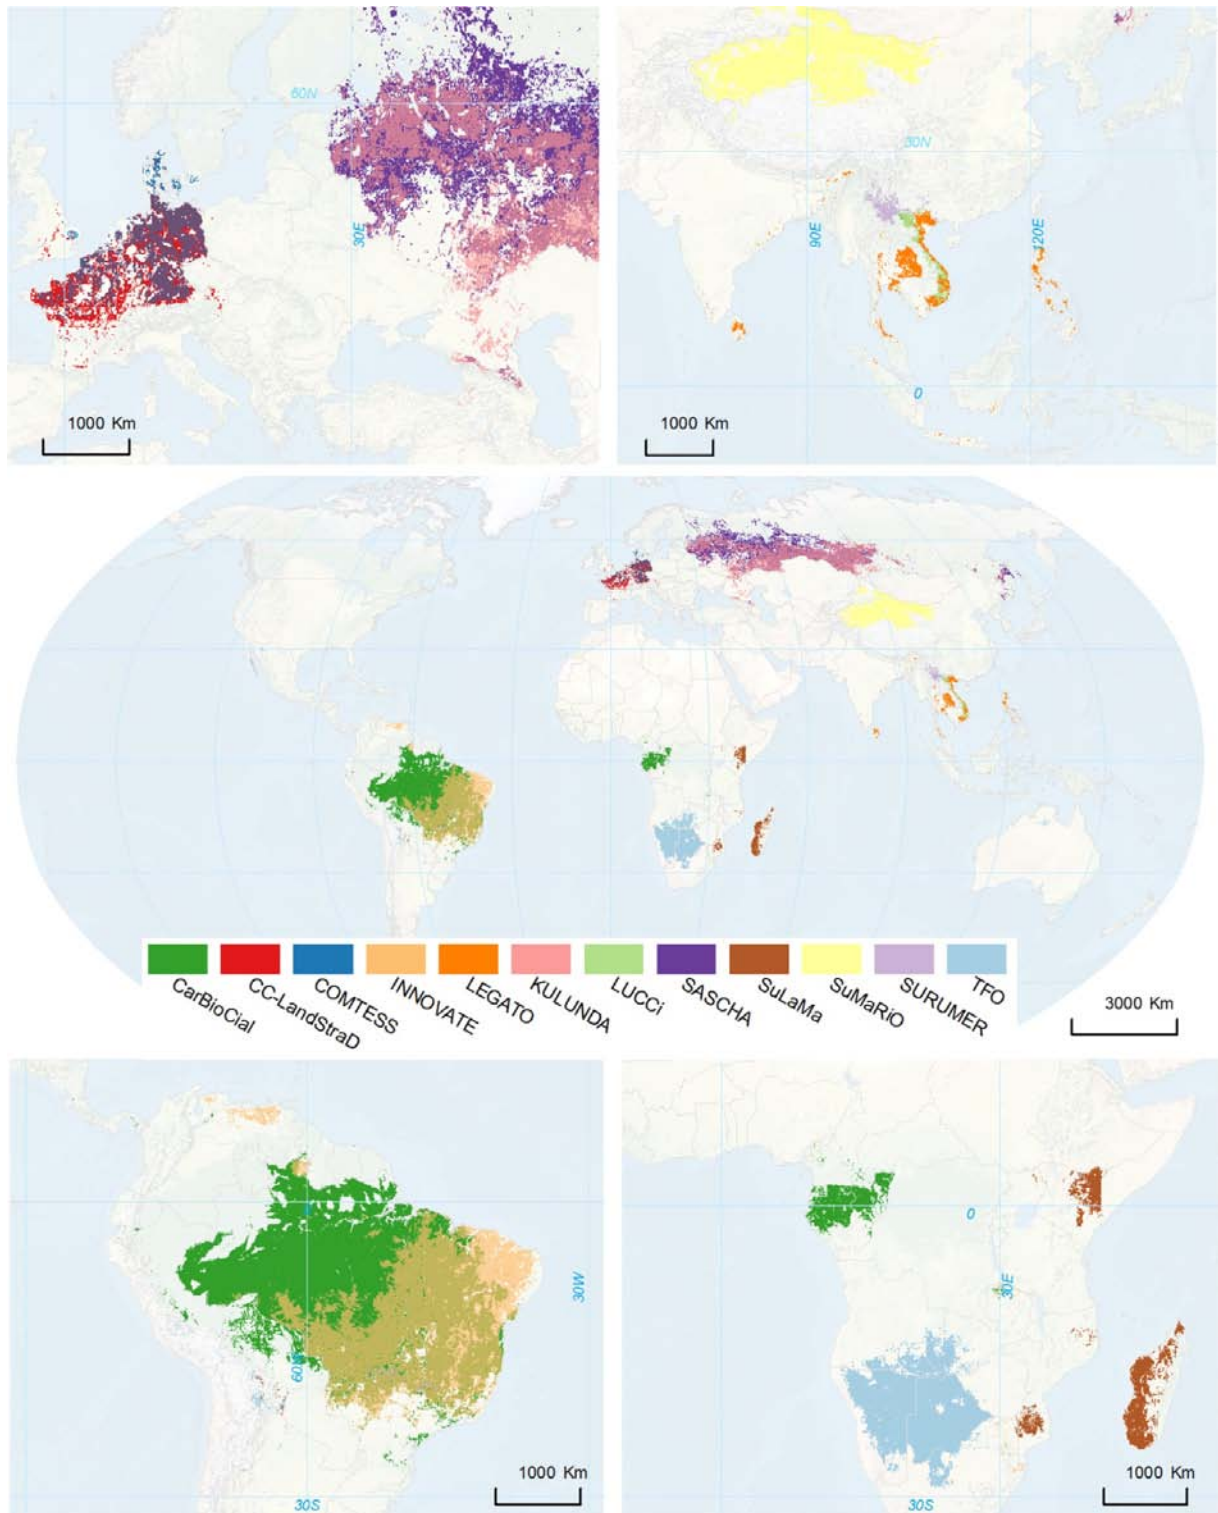 60N
30E
1000 Km
30N
90E
120E
0
1000 Km
CarBioCial
CC-LandStraD
COMTESS
INNOVATE
LEGATO
KULUNDA
LUCCi
SASCHA
SuLaMa
SuMaRiO
SURUMER
TFO
3000 Km
0
30W
60W
1000 Km
30S
0
30E
1000 Km
30S